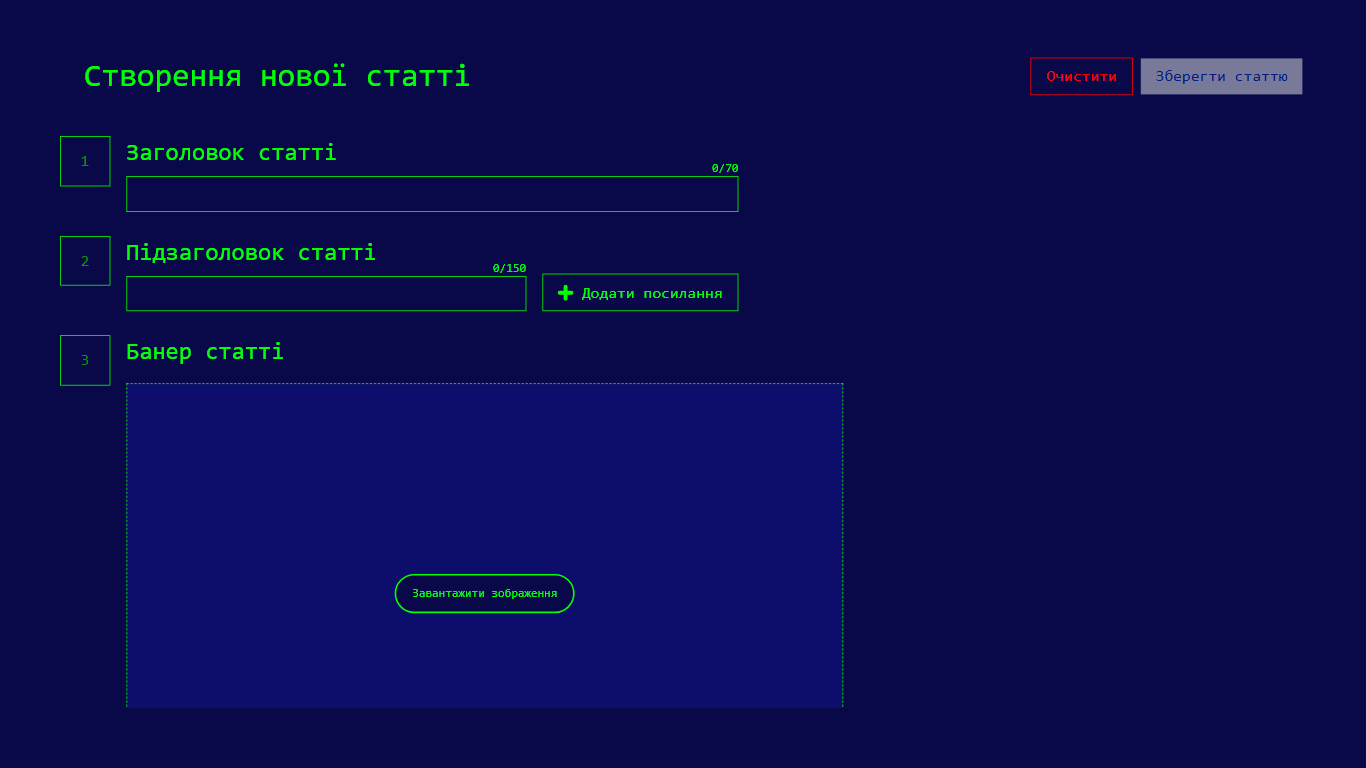 Створення нової статті
Очистити
Зберегти статтю
1
Заголовок статті
0/70
2
Підзаголовок статті
0/150
Додати посилання
3
Банер статті
Завантажити зображення